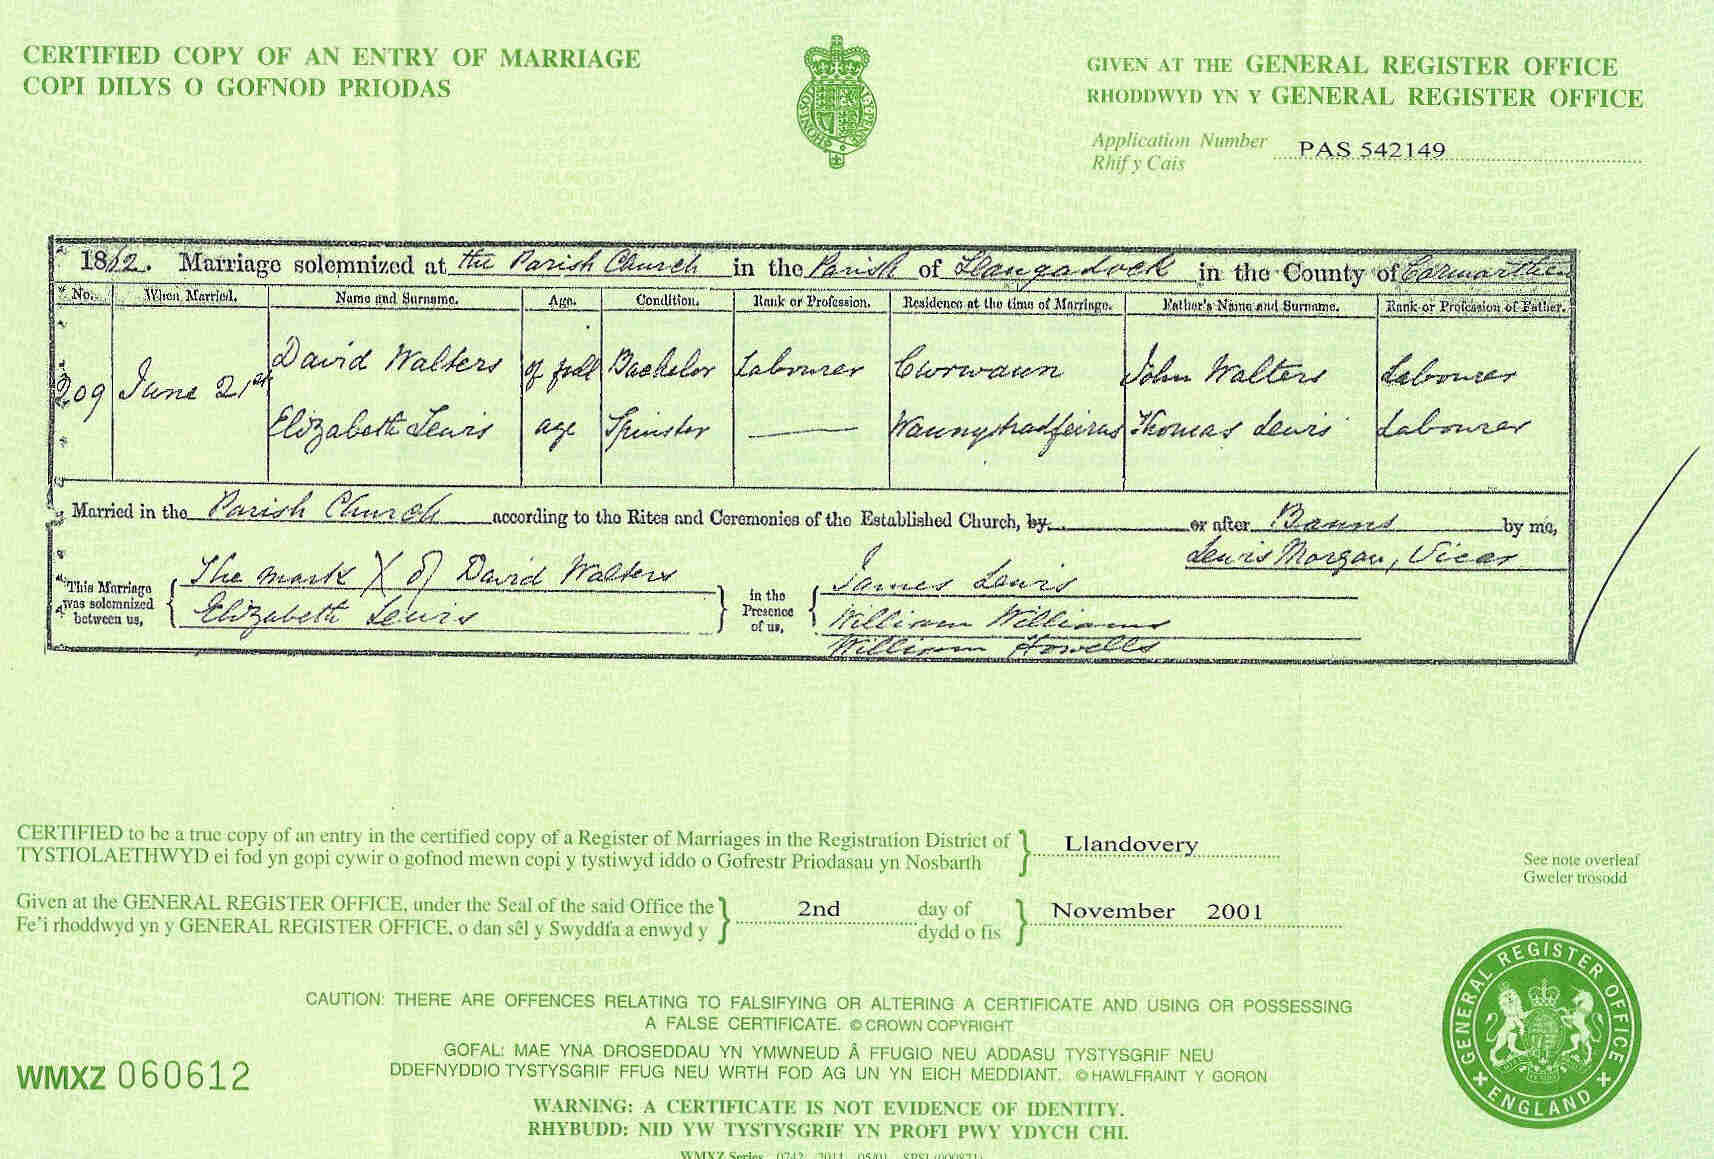 CERTIFIED COPY OF AN ENTRY OF MARRIAGE
COPI DILYS O GOFNOD PRIODAS
GIVEN AT THE GENERAL REGISTER OFFICE
RHODDWYD YN Y GENERAL REGISTER OFFICE
Application Number PAS 542149
Rhif y Cais
1862. Marriage solemnized at the Parish Church in the Parish of Llangadock in the County of Carmarthen
No. When Married. Name and Surname. Age. Condition. Rank or Profession. Residence at the time of Marriage. Father's Name and Surname. Rank or Profession of Father.
209 June 21st David Walters of full Bachelor Labourer John Walters Labourer
Elizabeth Lewis age Spinster Thomas Lewis Labourer
Married in the Parish Church according to the Rites and Ceremonies of the Established Church, by or after Banns by me,
Lewis Morgan, Vicar
This Marriage was solemnized between us,
The mark X of David Walters
Elizabeth Lewis
in the Presence of us,
James Lewis
William Williams
William Howells
CERTIFIED to be a true copy of an entry in the certified copy of a Register of Marriages in the Registration District of Llandovery
TYSTIOLAETHWYD ei fod yn gopi cywir o gofnod mewn copi y tystiwyd iddo o Gofrestr Priodasau yn Nosbarth
See note overleaf
Gweler trosodd
Given at the GENERAL REGISTER OFFICE, under the Seal of the said Office the 2nd day of November 2001
Fe'i rhoddwyd yn y GENERAL REGISTER OFFICE, o dan sêl y Swyddfa a enwyd y dydd o fis
CAUTION: THERE ARE OFFENCES RELATING TO FALSIFYING OR ALTERING A CERTIFICATE AND USING OR POSSESSING
A FALSE CERTIFICATE. © CROWN COPYRIGHT
GOFAL: MAE YNA DROSEDDAU YN YMWNEUD Â FFUGIO NEU ADDASU TYSTYSGRIF NEU
DDEFNYDDIO TYSTYSGRIF FFUG NEU WRTH FOD AG UN YN EICH MEDDIANT. © HAWLFRAINT Y GORON
WMXZ 060612
WARNING: A CERTIFICATE IS NOT EVIDENCE OF IDENTITY.
RHYBUDD: NID YW TYSTYSGRIF YN PROFI PWY YDYCH CHI.
GENERAL REGISTER OFFICE
ENGLAND
WMXZ Series